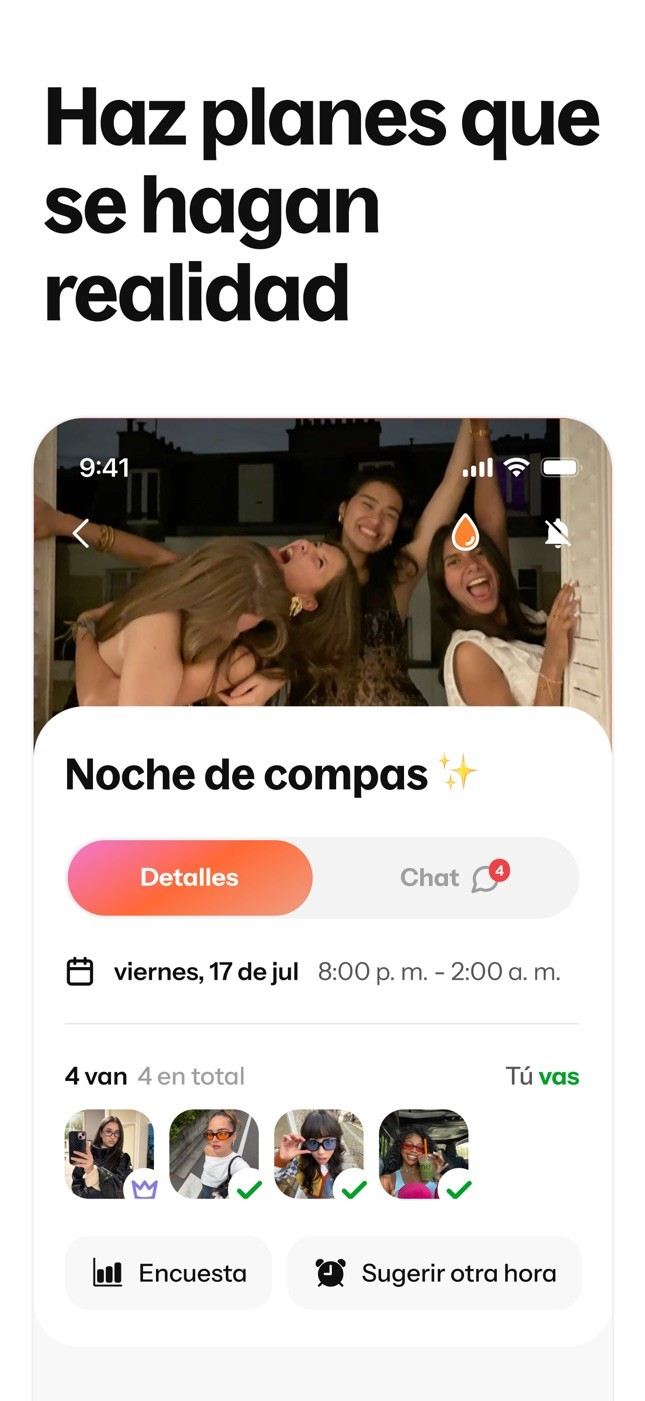 Haz planes que
se hagan
realidad
9:41
Noche de compas ✨
Detalles
Chat 4
viernes, 17 de jul 8:00 p. m. - 2:00 a. m.
4 van 4 en total Tú vas
Encuesta
Sugerir otra hora